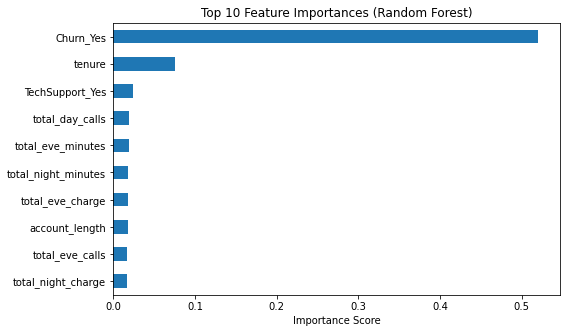 Top 10 Feature Importances (Random Forest)
Churn_Yes
tenure
TechSupport_Yes
total_day_calls
total_eve_minutes
total_night_minutes
total_eve_charge
account_length
total_eve_calls
total_night_charge
0.0 0.1 0.2 0.3 0.4 0.5
Importance Score